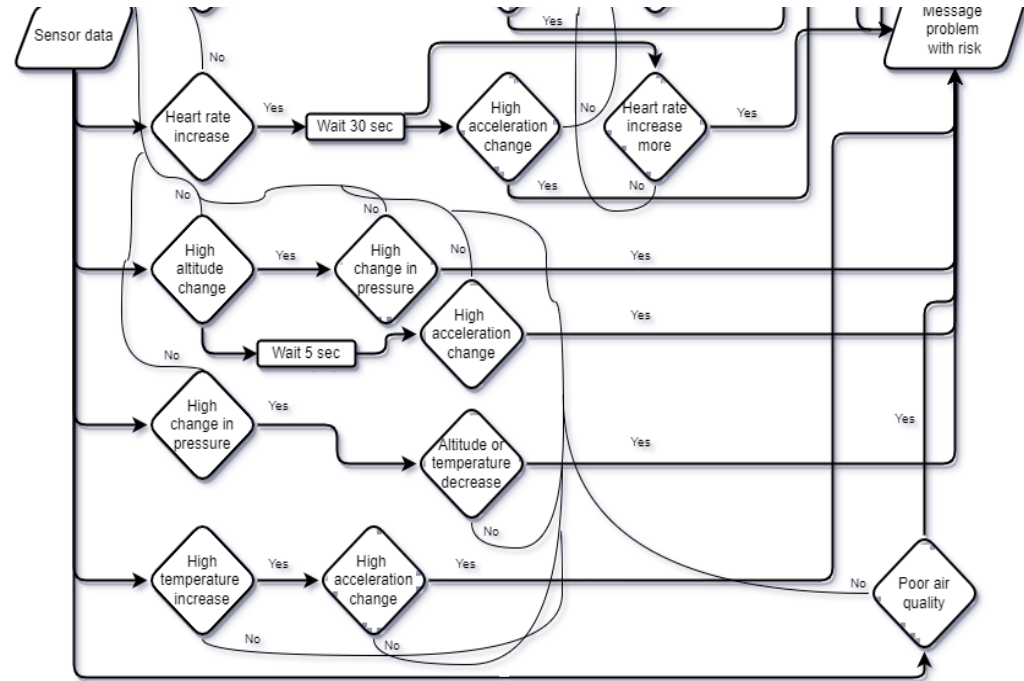 Yes
Message
problem
with risk
Sensor data
No
Heart rate
increase
Yes
Wait 30 sec
High
acceleration
change
No
Heart rate
increase
more
Yes
Yes
No
No
No
High
altitude
change
Yes
High
change in
pressure
No
Yes
High
acceleration
change
Yes
Wait 5 sec
No
High
change in
pressure
Yes
Altitude or
temperature
decrease
Yes
Yes
No
High
temperature
increase
Yes
High
acceleration
change
Yes
No
Poor air
quality
No
No